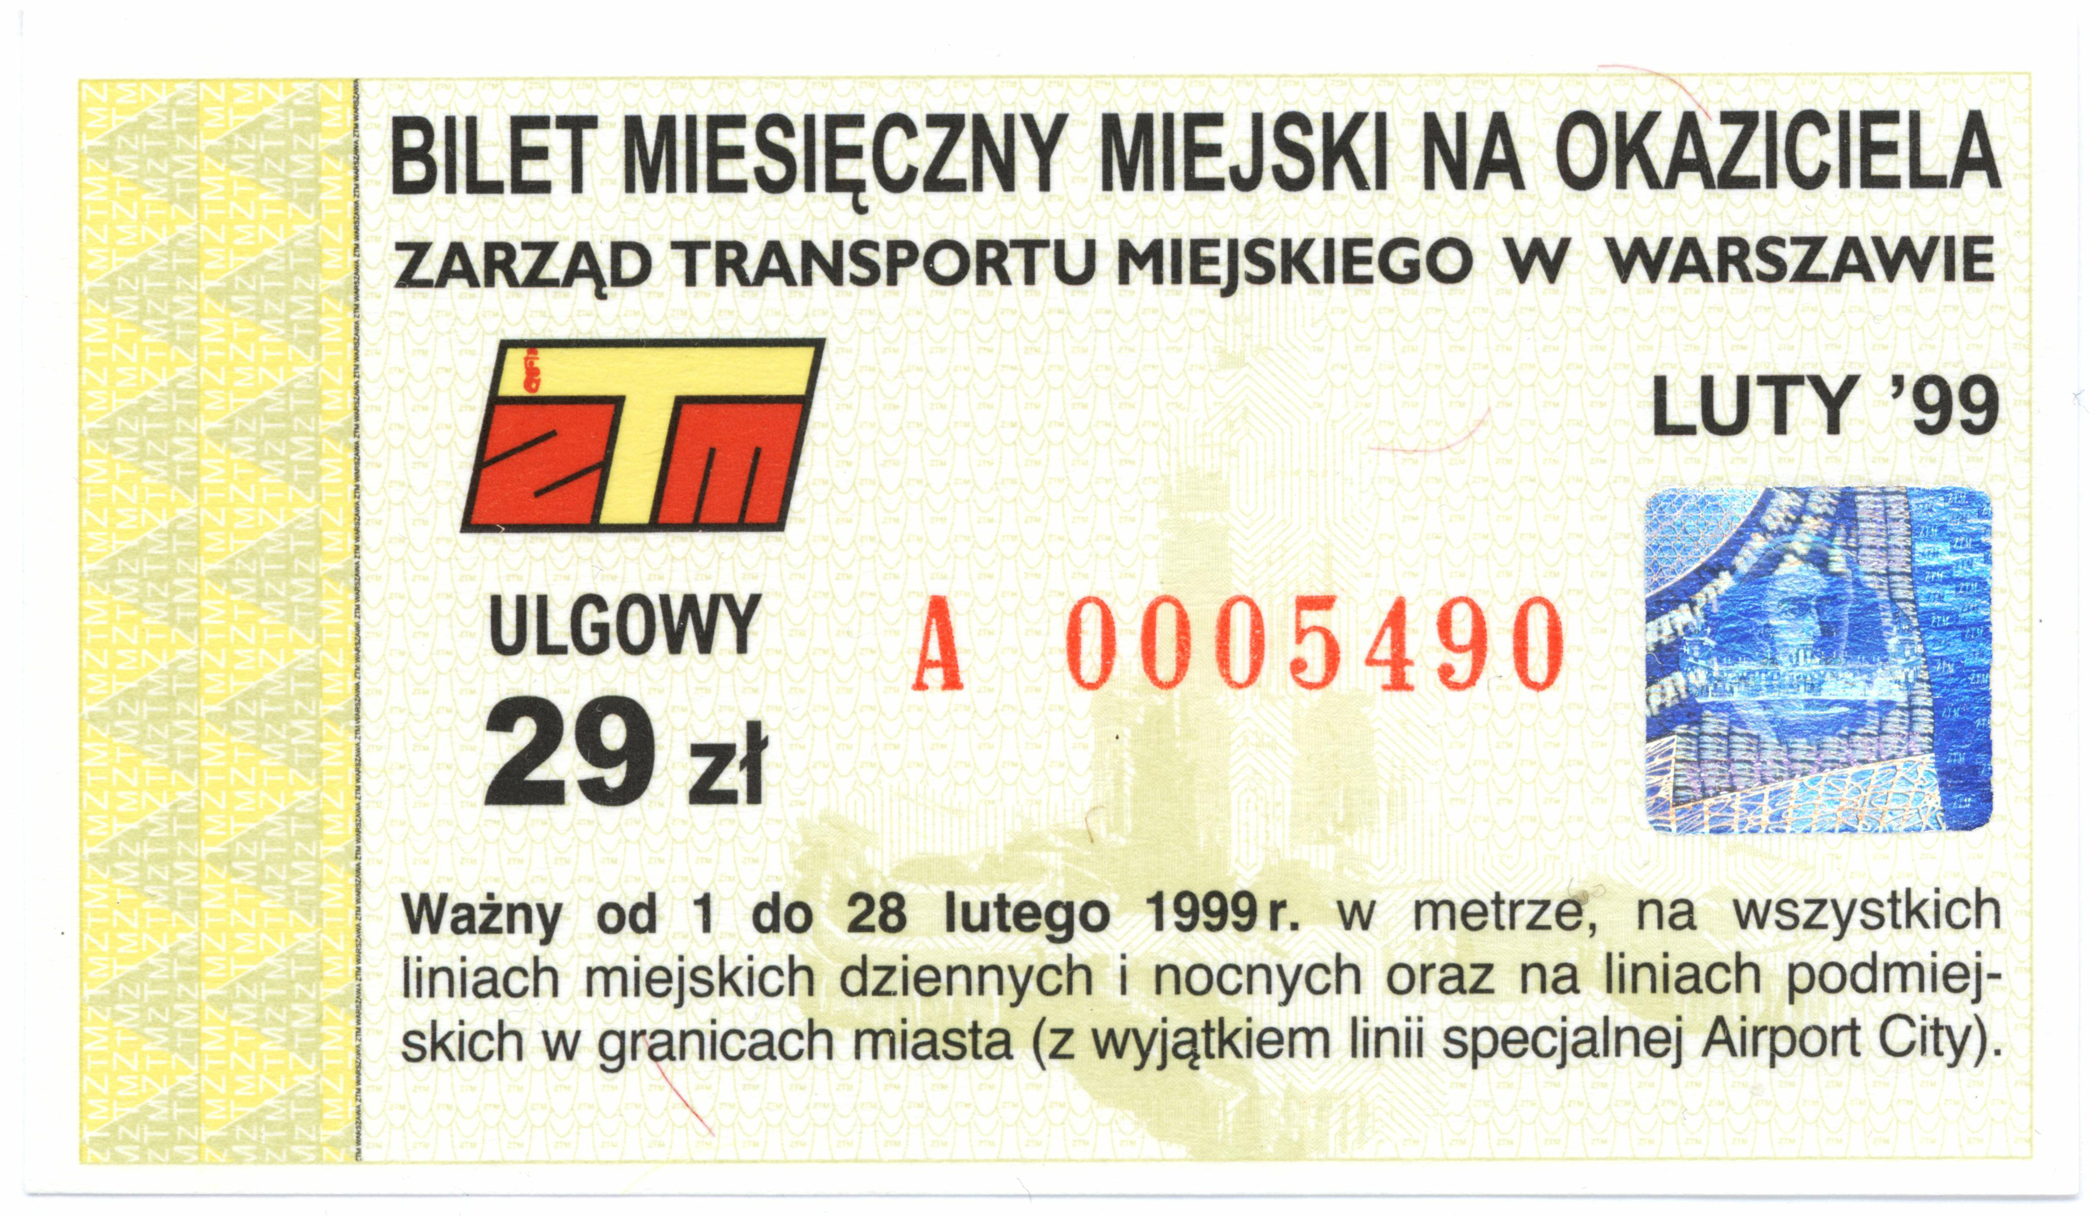 BILET MIESIĘCZNY MIEJSKI NA OKAZICIELA
ZARZĄD TRANSPORTU MIEJSKIEGO W WARSZAWIE
ZTM
LUTY ’99
ULGOWY
A 0005490
29 zł
Ważny od 1 do 28 lutego 1999 r. w metrze, na wszystkich
liniach miejskich dziennych i nocnych oraz na liniach podmiej-
skich w granicach miasta (z wyjątkiem linii specjalnej Airport City).